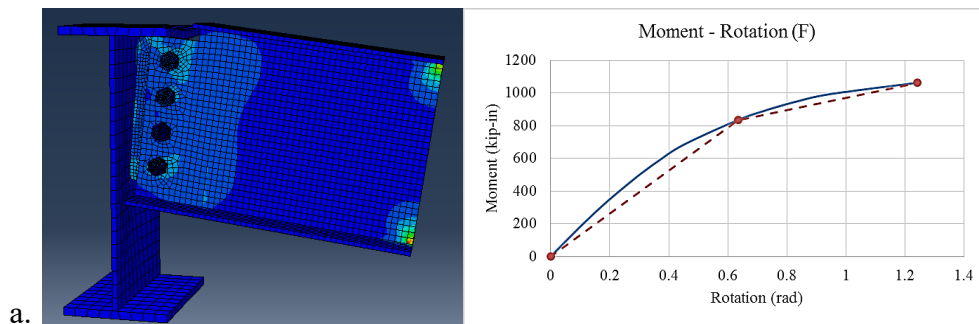 a.
Moment - Rotation (F)
Moment (kip-in)
1200
1000
800
600
400
200
0
0 0.2 0.4 0.6 0.8 1 1.2 1.4
Rotation (rad)